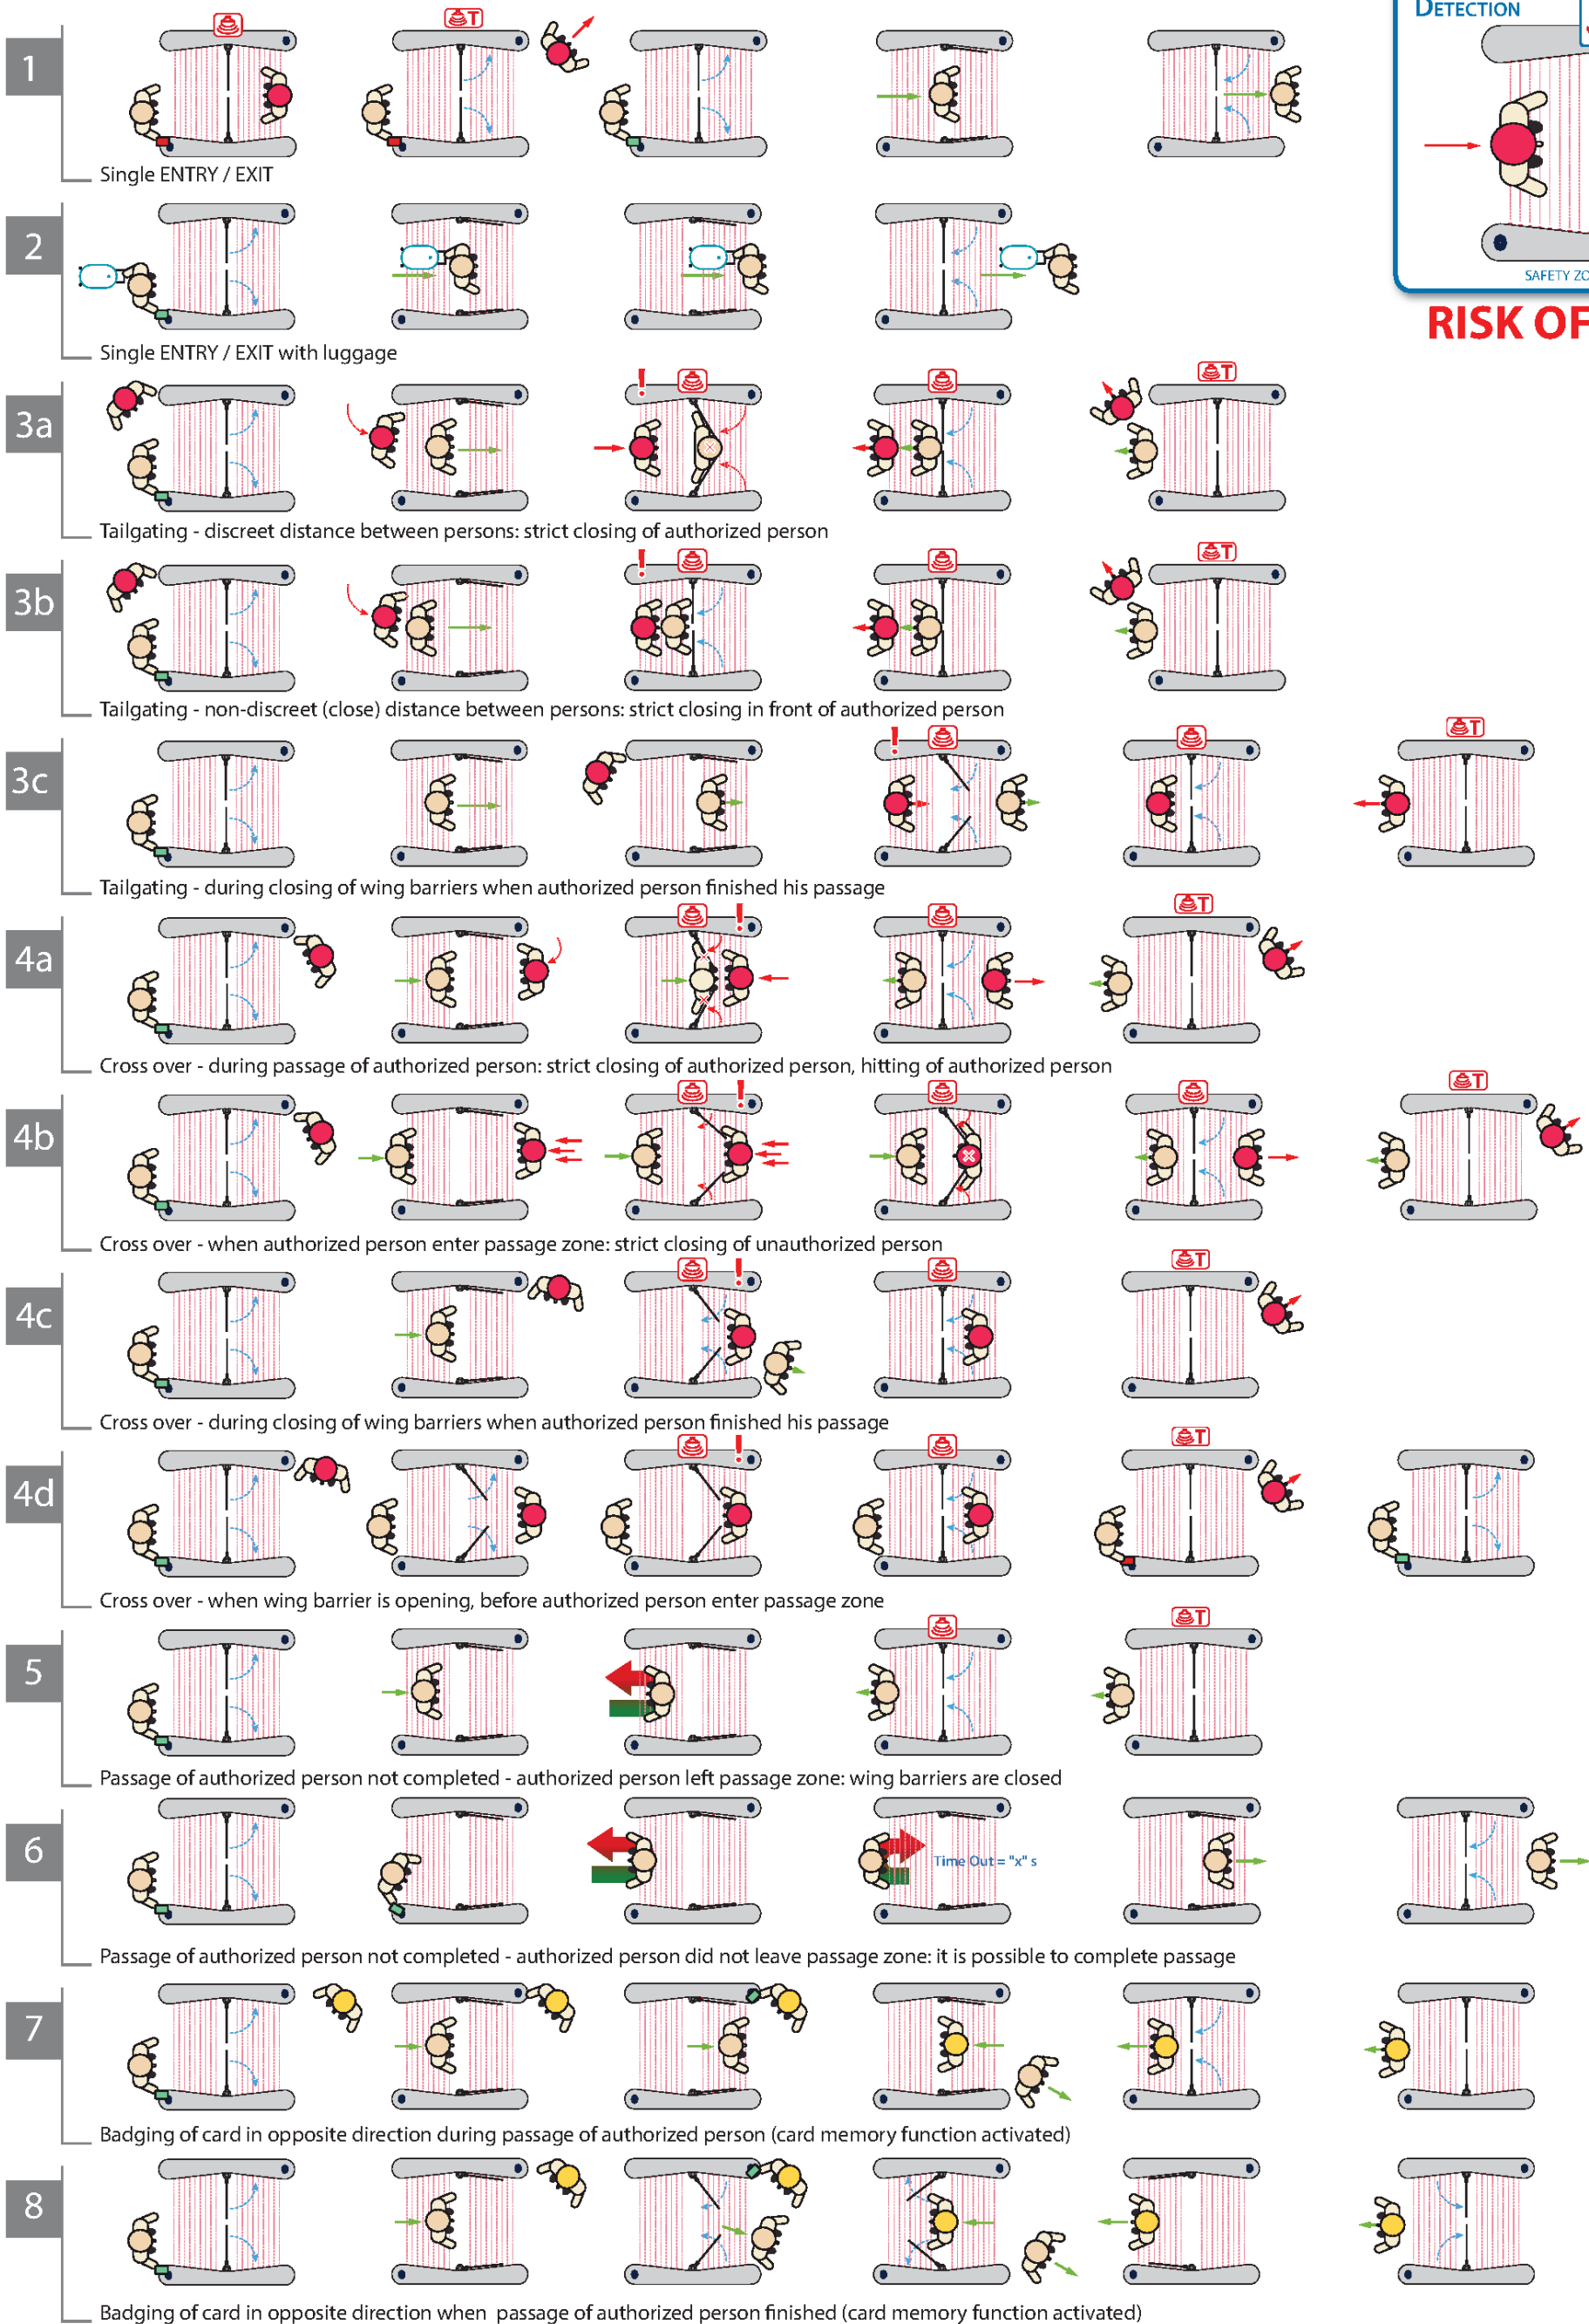 DETECTION
1
T
Single ENTRY / EXIT
2
Single ENTRY / EXIT with luggage
SAFETY
RISK OF
3a
!
T
Tailgating - discreet distance between persons: strict closing of authorized person
3b
!
T
Tailgating - non-discreet (close) distance between persons: strict closing in front of authorized person
3c
!
T
Tailgating - during closing of wing barriers when authorized person finished his passage
4a
!
T
Cross over - during passage of authorized person: strict closing of authorized person, hitting of authorized person
4b
!
T
Cross over - when authorized person enter passage zone: strict closing of unauthorized person
4c
!
T
Cross over - during closing of wing barriers when authorized person finished his passage
4d
!
T
Cross over - when wing barrier is opening, before authorized person enter passage zone
5
T
Passage of authorized person not completed - authorized person left passage zone: wing barriers are closed
6
Time Out = "x" s
Passage of authorized person not completed - authorized person did not leave passage zone: it is possible to complete passage
7
Badging of card in opposite direction during passage of authorized person (card memory function activated)
8
Badging of card in opposite direction when passage of authorized person finished (card memory function activated)